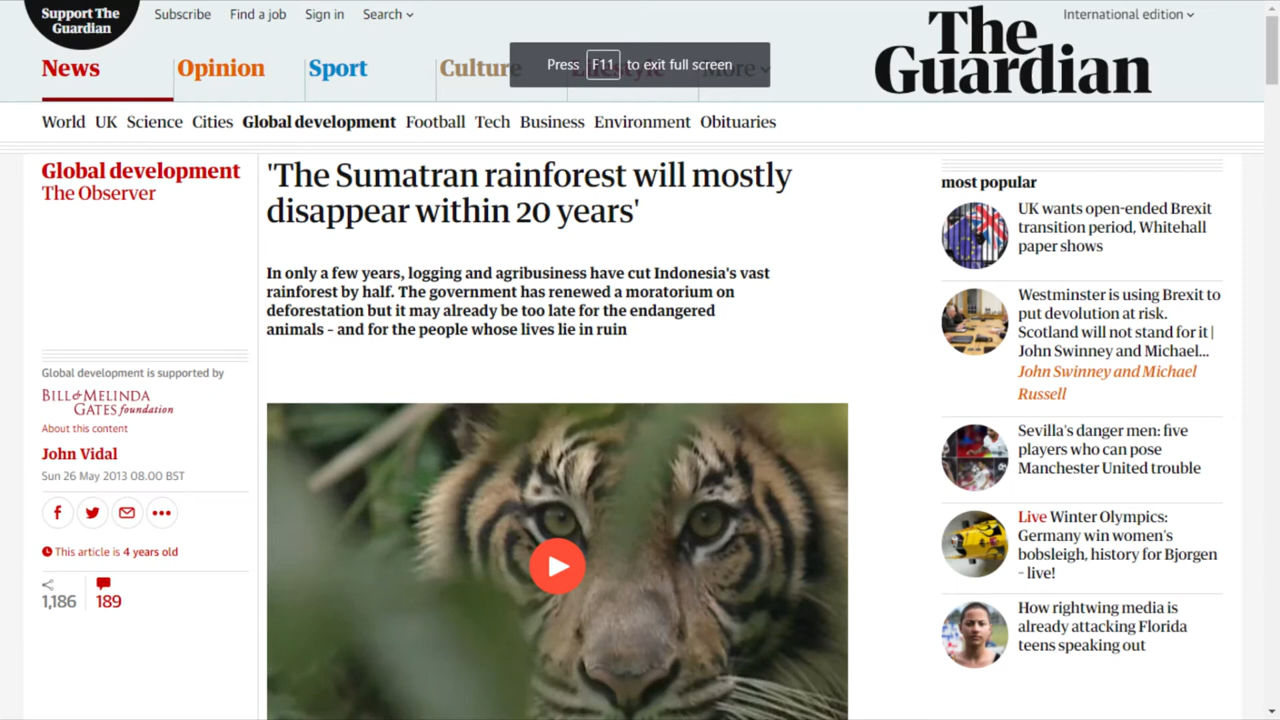 Support The
Guardian
Subscribe
Find a job
Sign in
Search
International edition
The
Guardian
News
Opinion
Sport
Culture
Lifestyle
More
Press F11 to exit full screen
World UK Science Cities Global development Football Tech Business Environment Obituaries
Global development
The Observer
'The Sumatran rainforest will mostly
disappear within 20 years'
In only a few years, logging and agribusiness have cut Indonesia's vast
rainforest by half. The government has renewed a moratorium on
deforestation but it may already be too late for the endangered
animals – and for the people whose lives lie in ruin
Global development is supported by
BILL & MELINDA
GATES foundation
About this content
John Vidal
Sun 26 May 2013 08.00 BST
This article is 4 years old
1,186
189
most popular
UK wants open-ended Brexit
transition period, Whitehall
paper shows
Westminster is using Brexit to
put devolution at risk.
Scotland will not stand for it |
John Swinney and Michael...
John Swinney and Michael
Russell
Sevilla's danger men: five
players who can pose
Manchester United trouble
Live Winter Olympics:
Germany win women's
bobsleigh, history for Bjorgen
– live!
How rightwing media is
already attacking Florida
teens speaking out